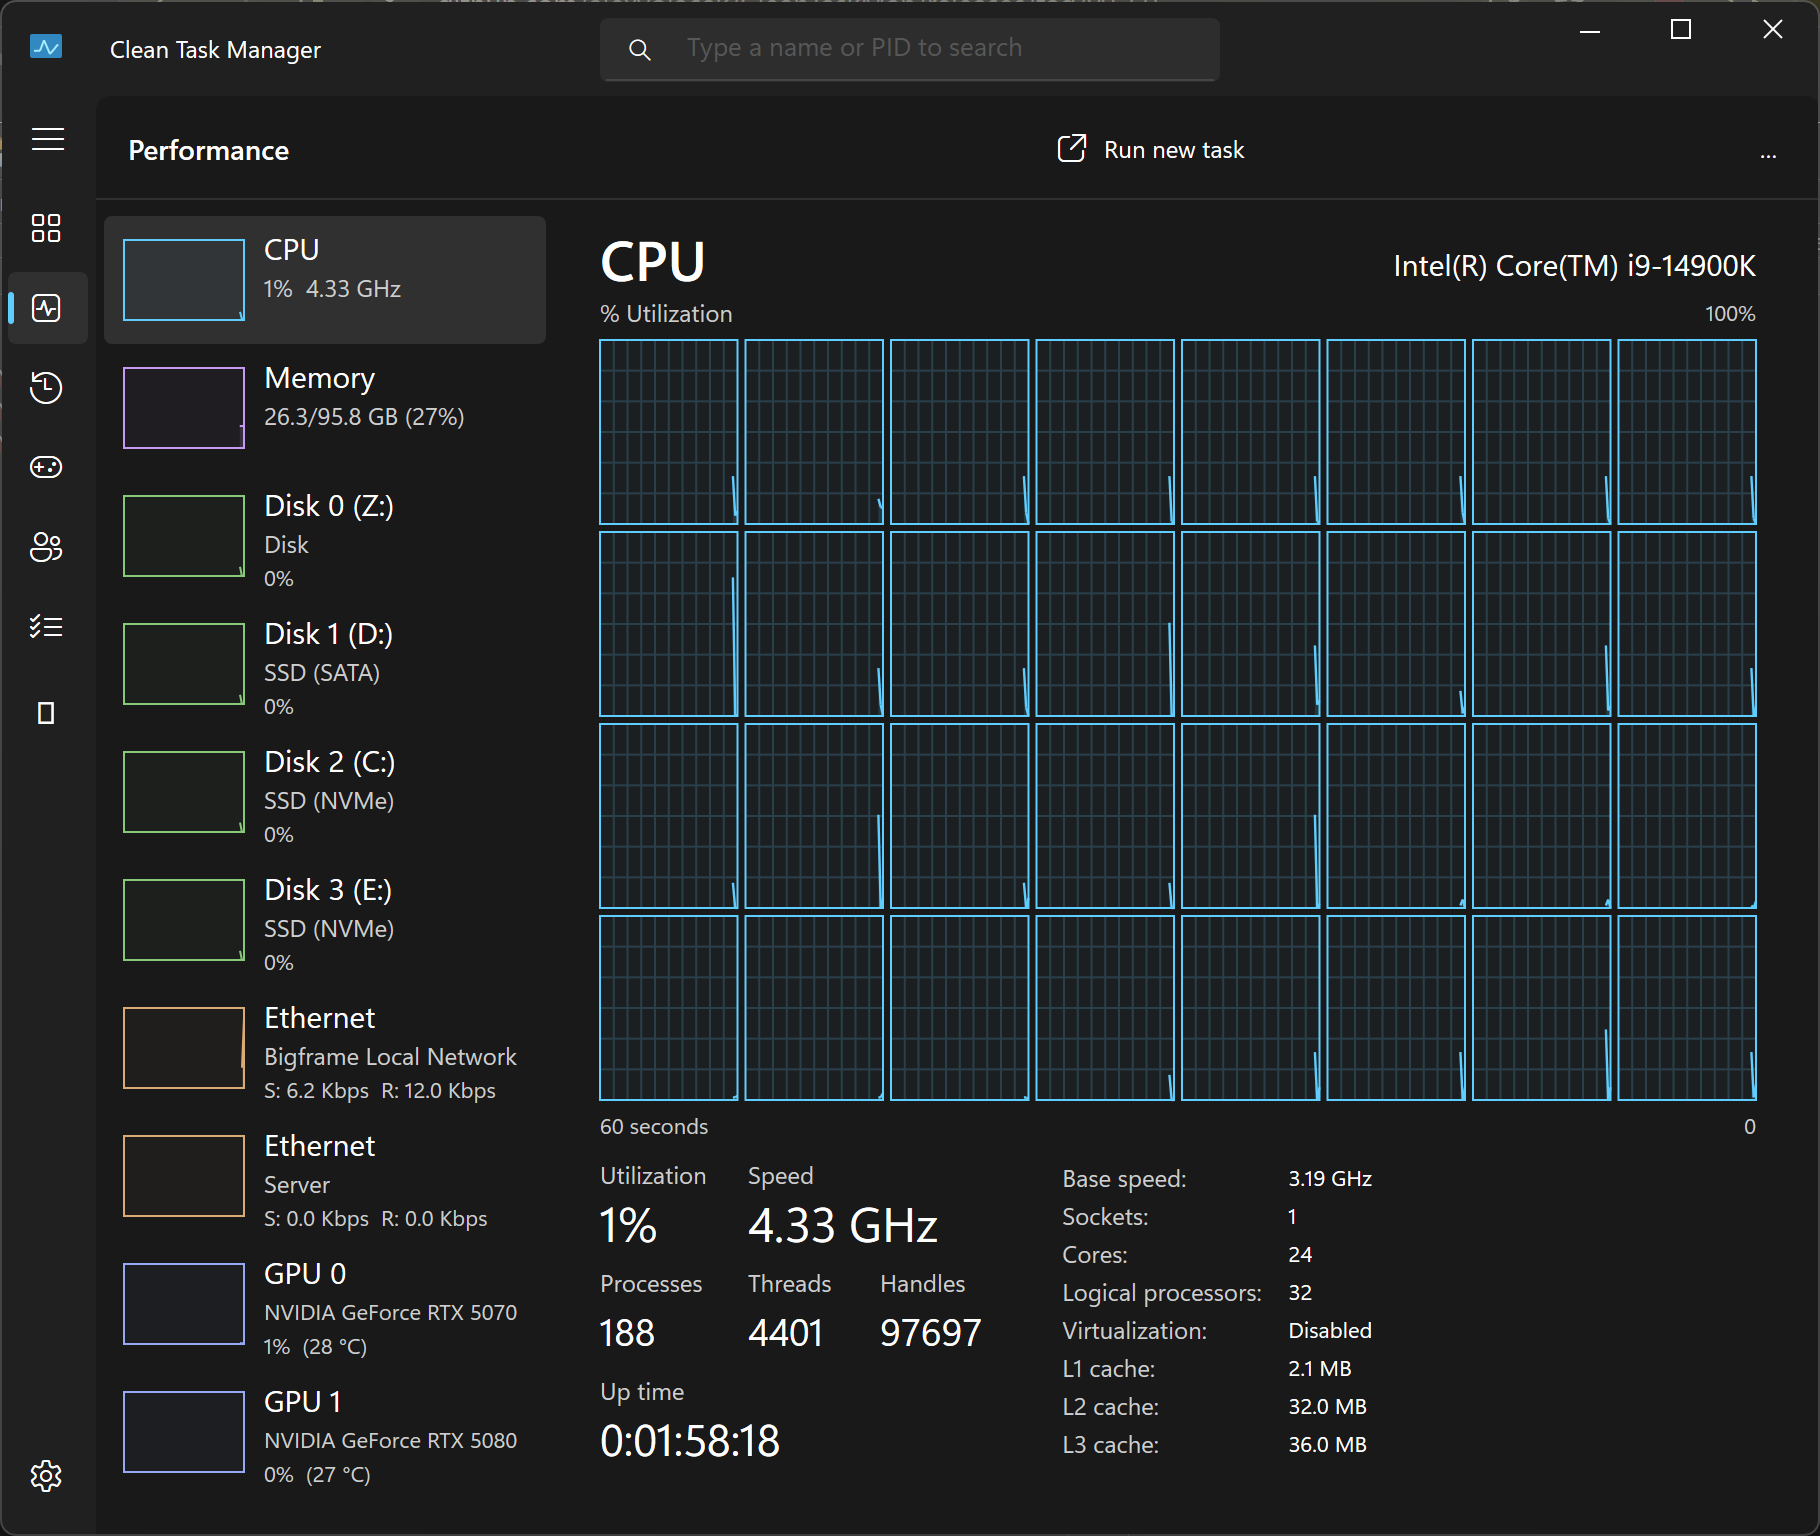 Clean Task Manager
Type a name or PID to search
Performance
Run new task
...
CPU
1% 4.33 GHz
Memory
26.3/95.8 GB (27%)
Disk 0 (Z:)
Disk
0%
Disk 1 (D:)
SSD (SATA)
0%
Disk 2 (C:)
SSD (NVMe)
0%
Disk 3 (E:)
SSD (NVMe)
0%
Ethernet
Bigframe Local Network
S: 6.2 Kbps R: 12.0 Kbps
Ethernet
Server
S: 0.0 Kbps R: 0.0 Kbps
GPU 0
NVIDIA GeForce RTX 5070
1% (28 °C)
GPU 1
NVIDIA GeForce RTX 5080
0% (27 °C)
CPU
Intel(R) Core(TM) i9-14900K
% Utilization
100%
60 seconds
0
Utilization Speed
1% 4.33 GHz
Processes Threads Handles
188 4401 97697
Up time
0:01:58:18
Base speed: 3.19 GHz
Sockets: 1
Cores: 24
Logical processors: 32
Virtualization: Disabled
L1 cache: 2.1 MB
L2 cache: 32.0 MB
L3 cache: 36.0 MB